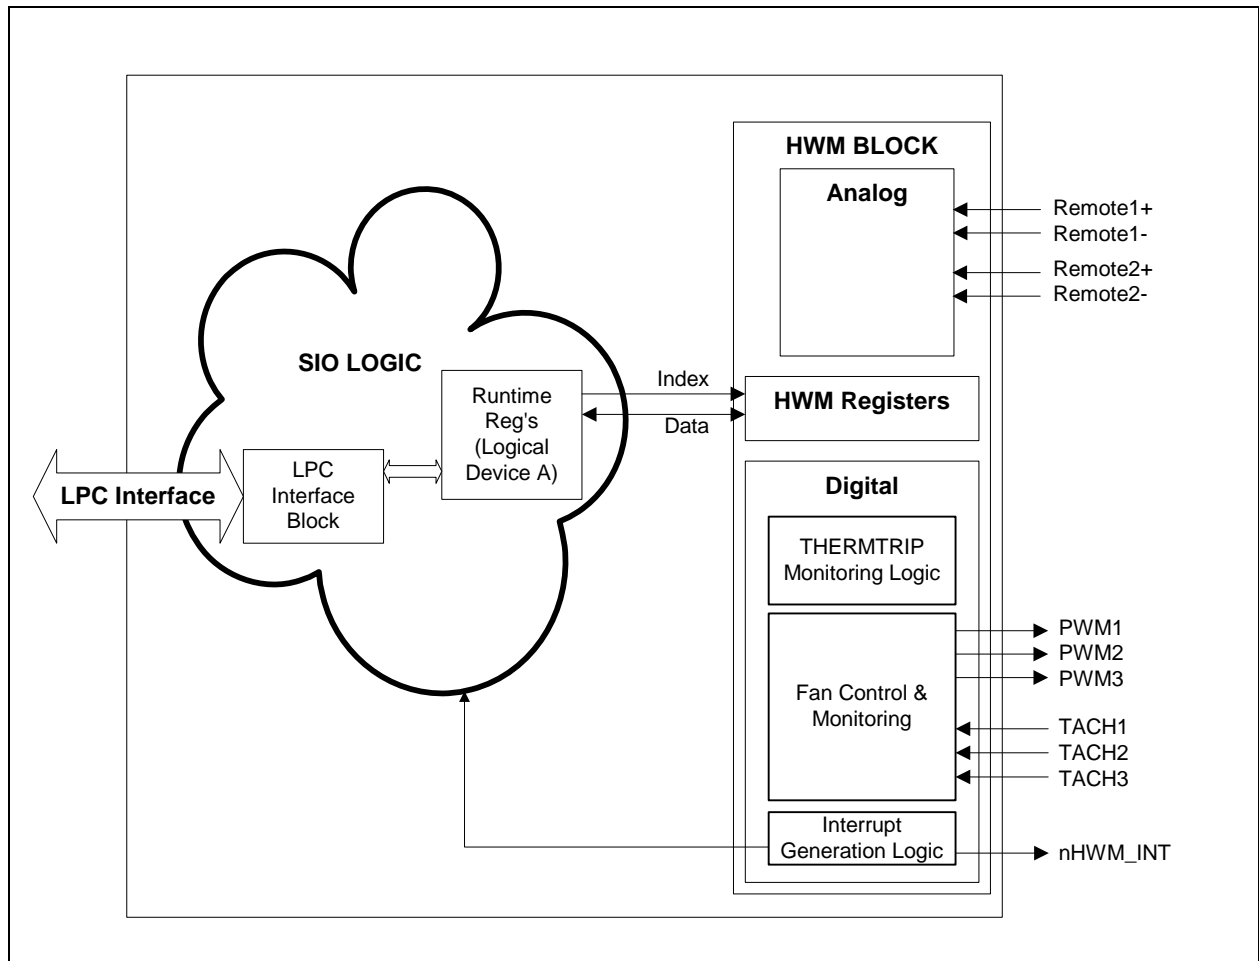 HWM BLOCK
Analog
Remote1+
Remote1-
Remote2+
Remote2-
SIO LOGIC
Runtime
Reg's
(Logical
Device A)
Index
Data
HWM Registers
LPC Interface
LPC
Interface
Block
Digital
THERMTRIP
Monitoring Logic
Fan Control &
Monitoring
PWM1
PWM2
PWM3
TACH1
TACH2
TACH3
Interrupt
Generation Logic
nHWM_INT